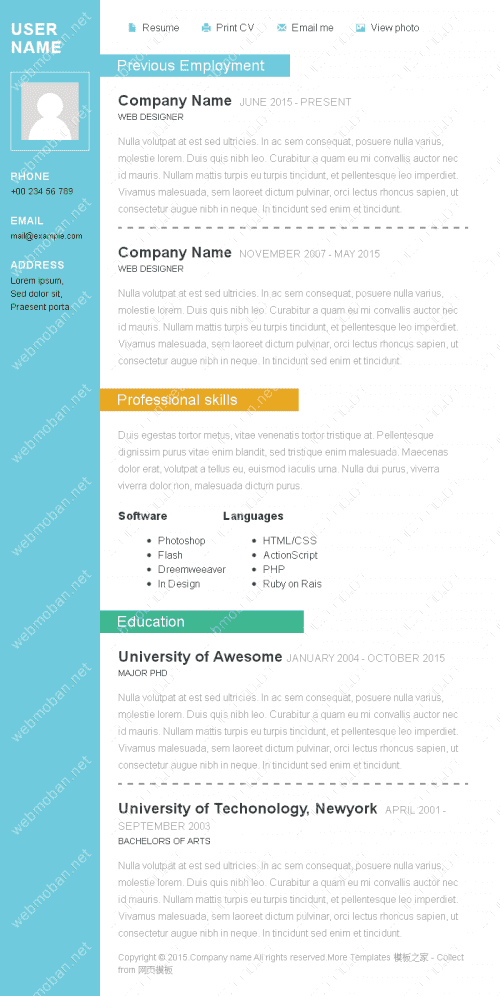 USER
NAME
PHONE
+00 234 56 789
EMAIL
mail@example.com
ADDRESS
Lorem ipsum,
Sed dolor sit,
Praesent porta
Resume Print CV Email me View photo
Previous Employment
Company Name JUNE 2015 - PRESENT
WEB DESIGNER
Nulla volutpat at est sed ultricies. In ac sem consequat, posuere nulla varius,
molestie lorem. Duis quis nibh leo. Curabitur a quam eu mi convallis auctor nec
id mauris. Nullam mattis turpis eu turpis tincidunt, et pellentesque leo imperdiet.
Vivamus malesuada, sem laoreet dictum pulvinar, orci lectus rhoncus sapien, ut
consectetur augue nibh in neque. In tincidunt sed enim et tincidunt.
Company Name NOVEMBER 2007 - MAY 2015
WEB DESIGNER
Nulla volutpat at est sed ultricies. In ac sem consequat, posuere nulla varius,
molestie lorem. Duis quis nibh leo. Curabitur a quam eu mi convallis auctor nec
id mauris. Nullam mattis turpis eu turpis tincidunt, et pellentesque leo imperdiet.
Vivamus malesuada, sem laoreet dictum pulvinar, orci lectus rhoncus sapien, ut
consectetur augue nibh in neque. In tincidunt sed enim et tincidunt.
Professional skills
Duis egestas tortor metus, vitae venenatis tortor tristique at. Pellentesque
dignissim purus vitae enim blandit, sed tristique enim malesuada. Maecenas
dolor erat, volutpat a tellus eu, euismod iaculis urna. Nulla dui purus, viverra
viverra dolor non, malesuada dictum purus.
Software Languages
Photoshop HTML/CSS
Flash ActionScript
Dreemweeaver PHP
In Design Ruby on Rais
Education
University of Awesome JANUARY 2004 - OCTOBER 2015
MAJOR PHD
Nulla volutpat at est sed ultricies. In ac sem consequat, posuere nulla varius,
molestie lorem. Duis quis nibh leo. Curabitur a quam eu mi convallis auctor nec
id mauris. Nullam mattis turpis eu turpis tincidunt, et pellentesque leo imperdiet.
Vivamus malesuada, sem laoreet dictum pulvinar, orci lectus rhoncus sapien, ut
consectetur augue nibh in neque. In tincidunt sed enim et tincidunt.
University of Techonology, Newyork APRIL 2001 -
SEPTEMBER 2003
BACHELORS OF ARTS
Nulla volutpat at est sed ultricies. In ac sem consequat, posuere nulla varius,
molestie lorem. Duis quis nibh leo. Curabitur a quam eu mi convallis auctor nec
id mauris. Nullam mattis turpis eu turpis tincidunt, et pellentesque leo imperdiet.
Vivamus malesuada, sem laoreet dictum pulvinar, orci lectus rhoncus sapien, ut
consectetur augue nibh in neque. In tincidunt sed enim et tincidunt.
Copyright © 2015.Company name All rights reserved.More Templates 模板之家 - Collect
from 网页模板
webmoban.net
webmoban.net
webmoban.net
webmoban.net
webmoban.net
webmoban.net
webmoban.net
webmoban.net
webmoban.net
webmoban.net